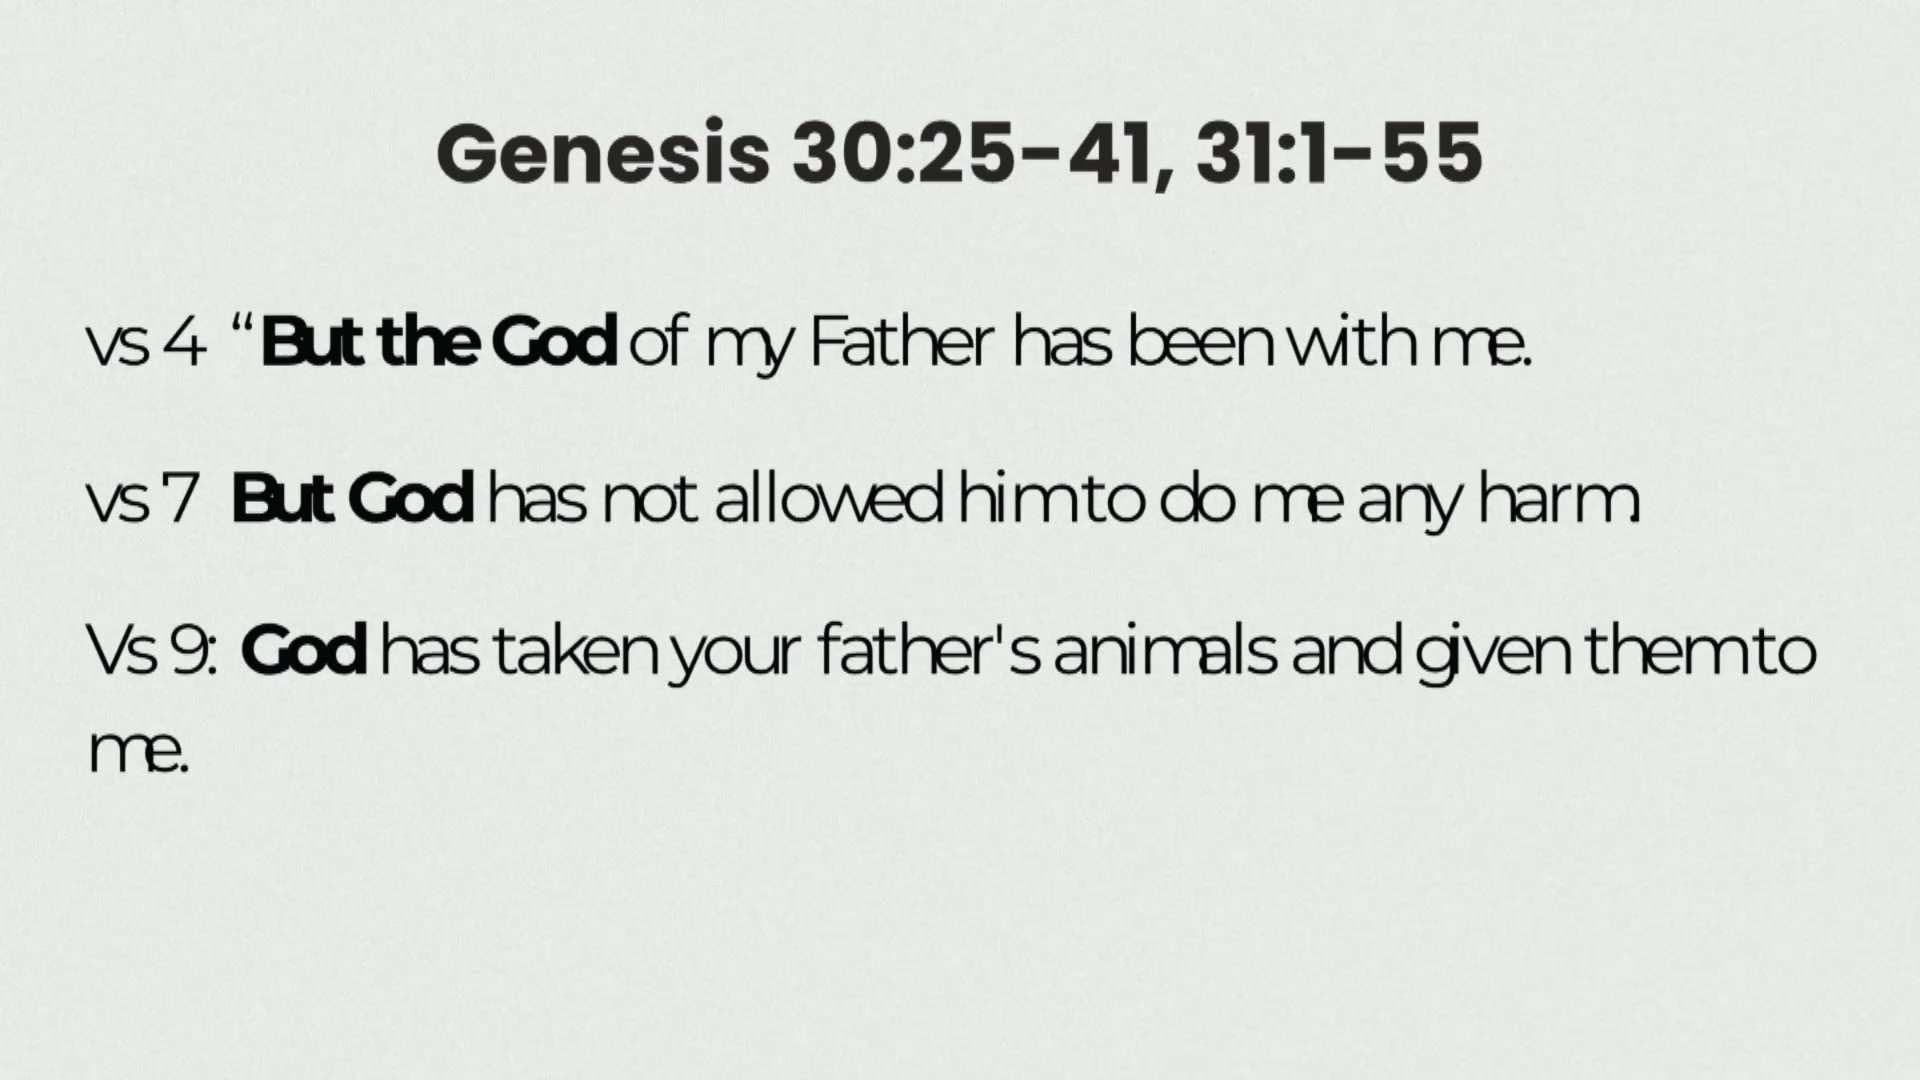 Genesis 30:25-41, 31:1-55
vs 4 “But the God of my Father has been with me.
vs 7 But God has not allowed him to do me any harm.
Vs 9: God has taken your father's animals and given them to
me.